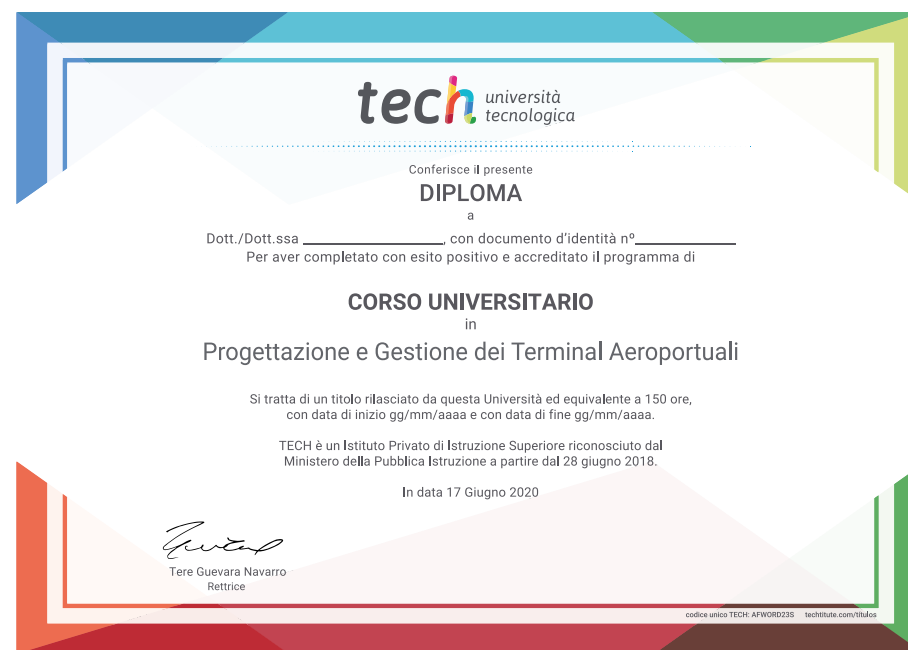 tech università
tecnologica
Conferisce il presente
DIPLOMA
a
Dott./Dott.ssa ____________________, con documento d'identità nº______________
Per aver completato con esito positivo e accreditato il programma di
CORSO UNIVERSITARIO
in
Progettazione e Gestione dei Terminal Aeroportuali
Si tratta di un titolo rilasciato da questa Università ed equivalente a 150 ore,
con data di inizio gg/mm/aaaa e con data di fine gg/mm/aaaa.
TECH è un Istituto Privato di Istruzione Superiore riconosciuto dal
Ministero della Pubblica Istruzione a partire dal 28 giugno 2018.
In data 17 Giugno 2020
Tere Guevara Navarro
Rettrice
codice unico TECH: AFWORD23S techtitute.com/titulos